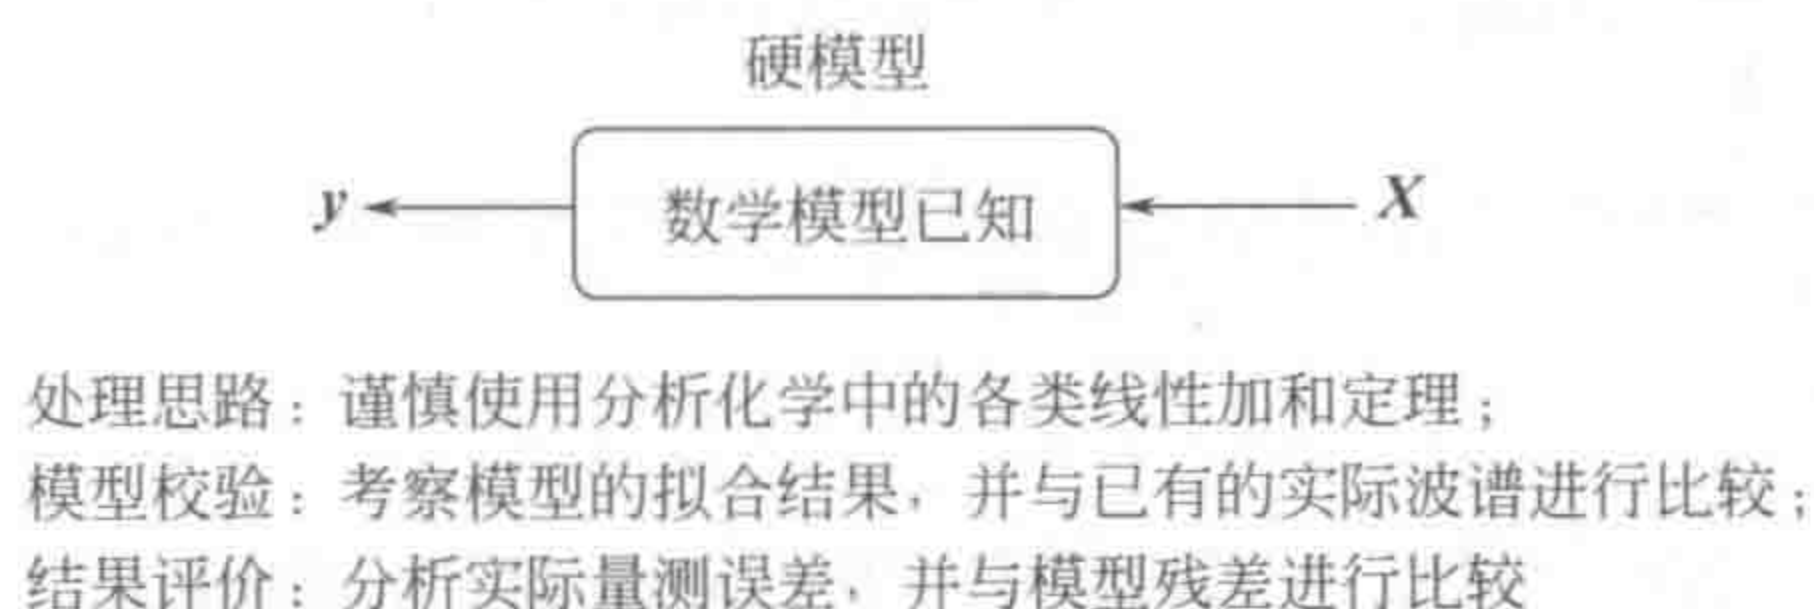 硬模型
y 数学模型已知 X
处理思路：谨慎使用分析化学中的各类线性加和定理；
模型校验：考察模型的拟合结果，并与已有的实际波谱进行比较；
结果评价：分析实际量测误差，并与模型残差进行比较